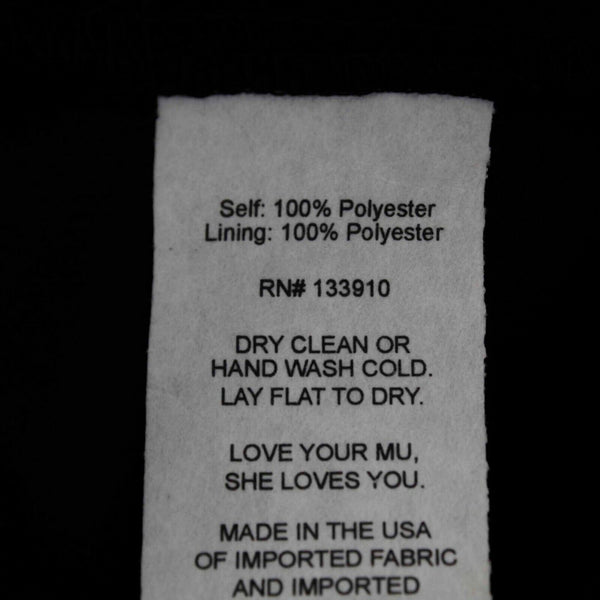 Self: 100% Polyester
Lining: 100% Polyester
RN# 133910
DRY CLEAN OR
HAND WASH COLD.
LAY FLAT TO DRY.
LOVE YOUR MU,
SHE LOVES YOU.
MADE IN THE USA
OF IMPORTED FABRIC
AND IMPORTED